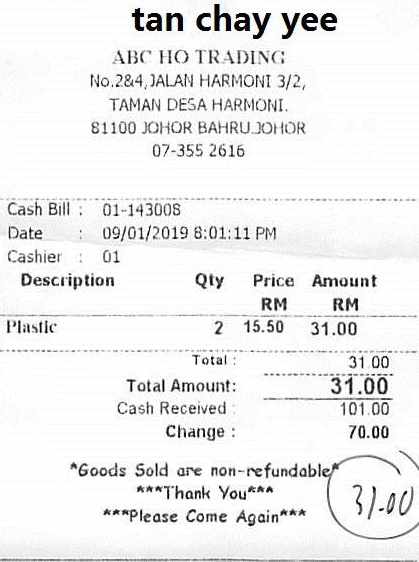 tan chay yee
ABC HO TRADING
No.2&4, JALAN HARMONI 3/2,
TAMAN DESA HARMONI.
81100 JOHOR BAHRU.JOHOR
07-355 2616
Cash Bill : 01-143008
Date : 09/01/2019 8:01:11 PM
Cashier : 01
Description Qty Price Amount
RM RM
Plastic 2 15.50 31.00
Total : 31.00
Total Amount: 31.00
Cash Received : 101.00
Change : 70.00
*Goods Sold are non-refundable*
***Thank You***
31.00
***Please Come Again***